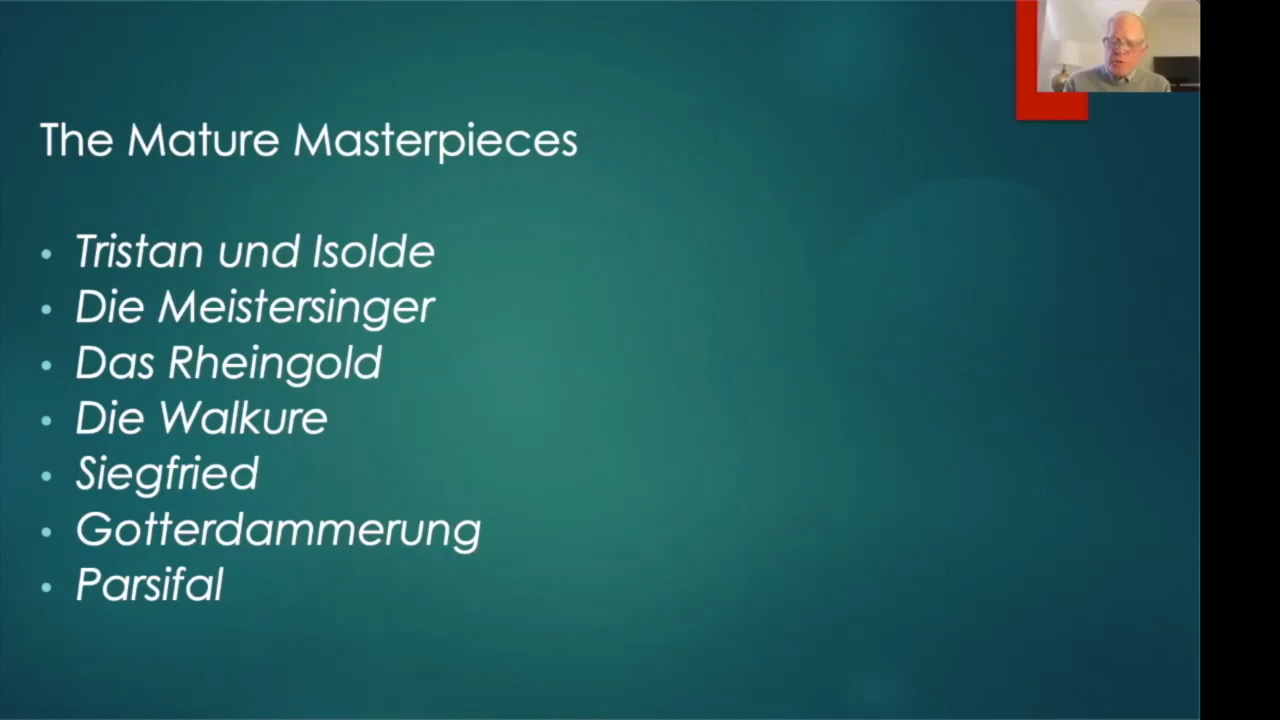 The Mature Masterpieces
• Tristan und Isolde
• Die Meistersinger
• Das Rheingold
• Die Walkure
• Siegfried
• Gotterdammerung
• Parsifal